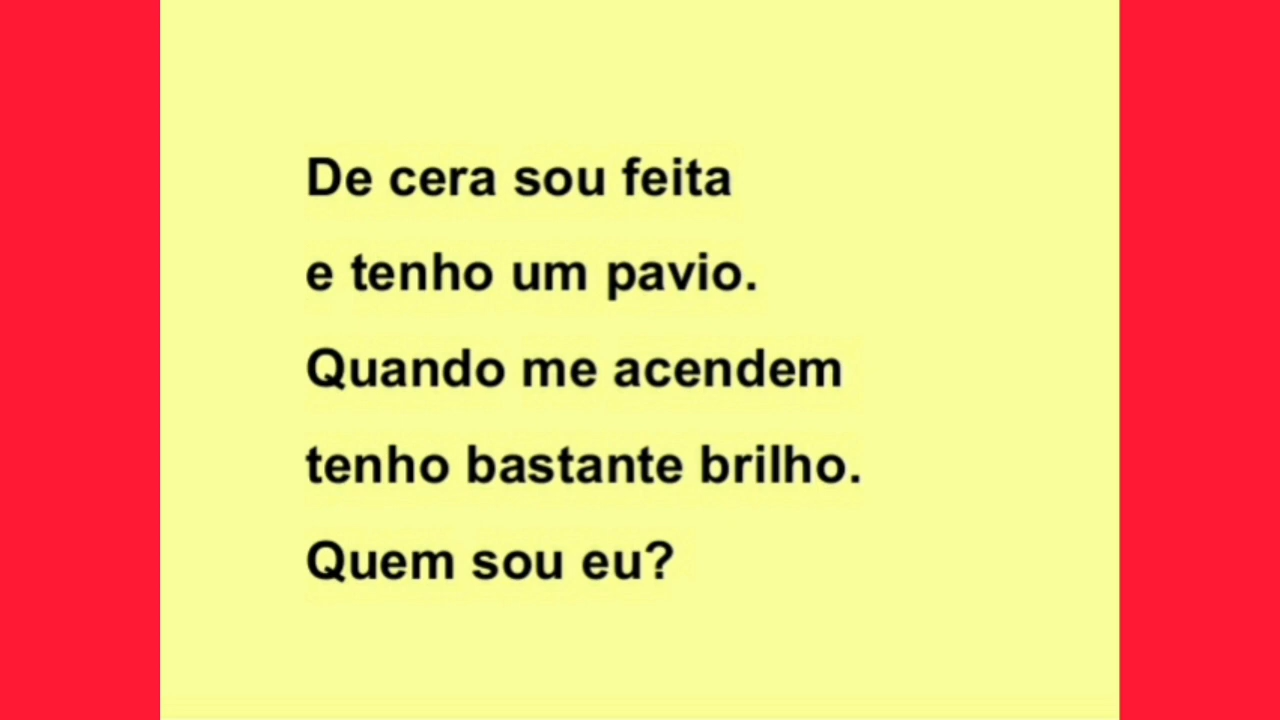 De cera sou feita
e tenho um pavio.
Quando me acendem
tenho bastante brilho.
Quem sou eu?